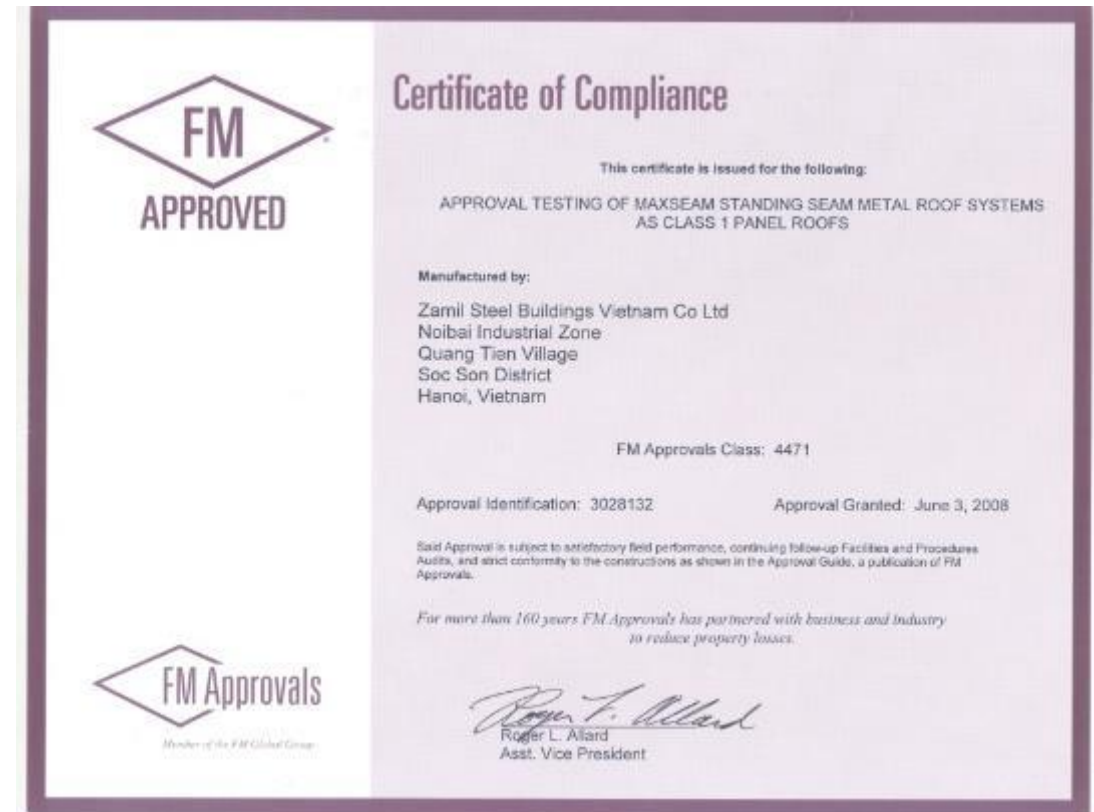 FM
APPROVED
Certificate of Compliance
This certificate is issued for the following:
APPROVAL TESTING OF MAXSEAM STANDING SEAM METAL ROOF SYSTEMS
AS CLASS 1 PANEL ROOFS
Manufactured by:
Zamil Steel Buildings Vietnam Co Ltd
Noibai Industrial Zone
Quang Tien Village
Soc Son District
Hanoi, Vietnam
FM Approvals Class: 4471
Approval Identification: 3028132 Approval Granted: June 3, 2008
Said Approval is subject to satisfactory field performance, continuing follow-up Facilities and Procedures
Audits, and strict conformity to the constructions as shown in the Approval Guide, a publication of FM
Approvals.
For more than 160 years FM Approvals has partnered with business and industry
to reduce property losses.
FM Approvals
Member of the FM Global Group
Roger L. Allard
Roger L. Allard
Asst. Vice President